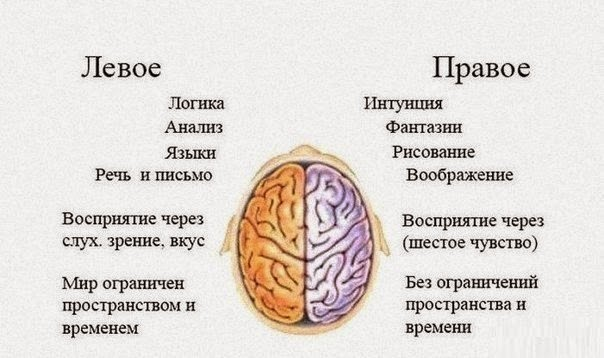 Левое
Логика
Анализ
Языки
Речь и письмо
Восприятие через
слух. зрение, вкус
Мир ограничен
пространством и
временем
Правое
Интуиция
Фантазии
Рисование
Воображение
Восприятие через
(шестое чувство)
Без ограничений
пространства и
времени